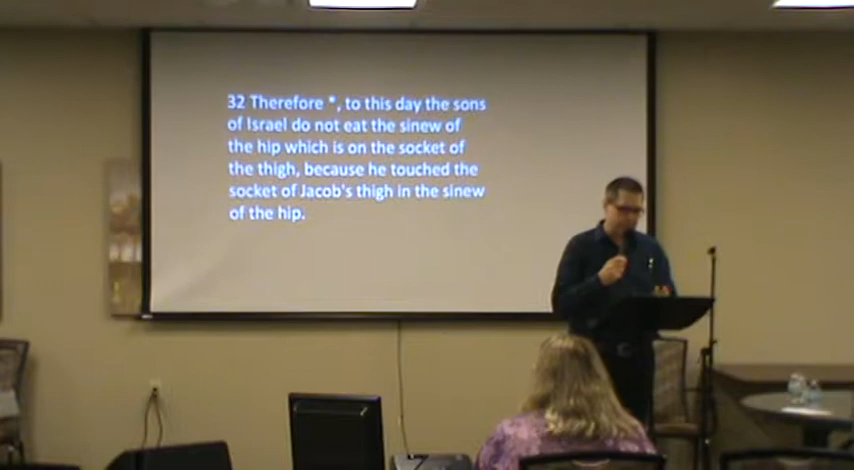 32 Therefore *, to this day the sons
of Israel do not eat the sinew of
the hip which is on the socket of
the thigh, because he touched the
socket of Jacob's thigh in the sinew
of the hip.